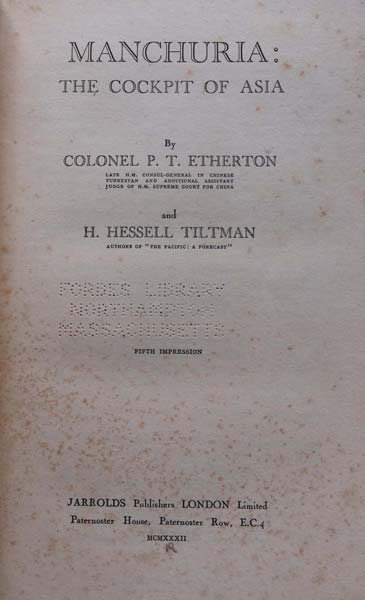 MANCHURIA:
THE COCKPIT OF ASIA
By
COLONEL P. T. ETHERTON
LATE H.M. CONSUL-GENERAL IN CHINESE
TURKESTAN AND ADDITIONAL ASSISTANT
JUDGE OF H.M. SUPREME COURT FOR CHINA
and
H. HESSELL TILTMAN
AUTHORS OF "THE PACIFIC: A FORECAST"
FORBES LIBRARY
NORTHAMPTON
MASSACHUSETTS
FIFTH IMPRESSION
JARROLDS Publishers LONDON Limited
Paternoster House, Paternoster Row, E.C.4
MCMXXXII